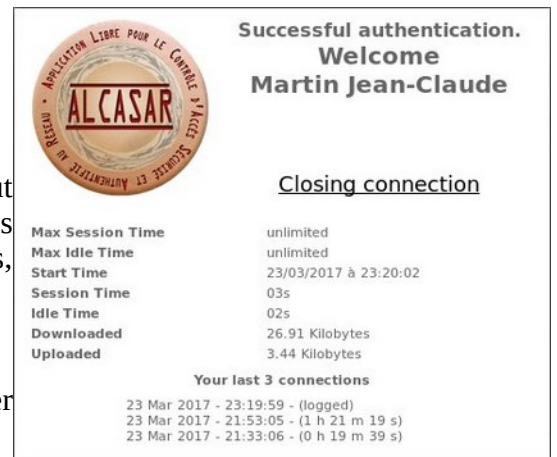 APPLICATION LIBRE POUR LE CONTRÔLE D'ACCÈS SÉCURISÉ ET AUTHENTIFIÉ AU RÉSEAU
ALCASAR
Successful authentication.
Welcome
Martin Jean-Claude
Closing connection
Max Session Time unlimited
Max Idle Time unlimited
Start Time 23/03/2017 à 23:20:02
Session Time 03s
Idle Time 02s
Downloaded 26.91 Kilobytes
Uploaded 3.44 Kilobytes
Your last 3 connections
23 Mar 2017 - 23:19:59 - (logged)
23 Mar 2017 - 21:53:05 - (1 h 21 m 19 s)
23 Mar 2017 - 21:33:06 - (0 h 19 m 39 s)